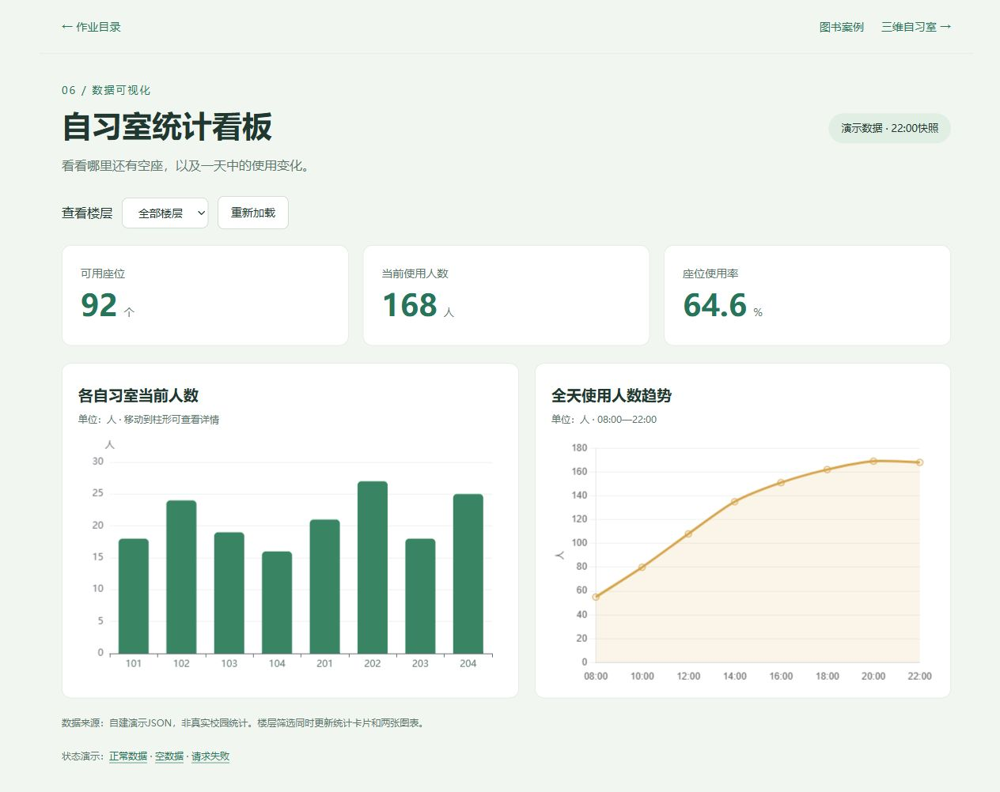 ← 作业目录
图书案例 三维自习室 →
06 / 数据可视化
自习室统计看板
演示数据 · 22:00快照
看看哪里还有空座，以及一天中的使用变化。
查看楼层 全部楼层 重新加载
可用座位
92 个
当前使用人数
168 人
座位使用率
64.6 %
各自习室当前人数
单位：人 · 移动到柱形可查看详情
人
30
25
20
15
10
5
0
101 102 103 104 201 202 203 204
全天使用人数趋势
单位：人 · 08:00—22:00
180
160
140
120
100
80
60
40
20
0
人
08:00 10:00 12:00 14:00 16:00 18:00 20:00 22:00
数据来源：自建演示JSON，非真实校园统计。楼层筛选同时更新统计卡片和两张图表。
状态演示：正常数据 · 空数据 · 请求失败